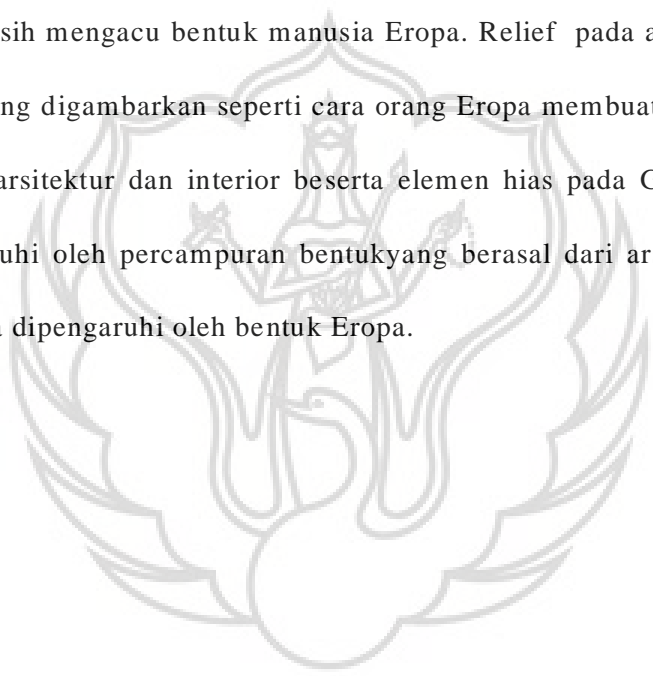 sih mengacu bentuk manusia Eropa. Relief pada a
ng digambarkan seperti cara orang Eropa membuat
arsitektur dan interior beserta elemen hias pada
uhi oleh percampuran bentukyang berasal dari ar
dipengaruhi oleh bentuk Eropa.